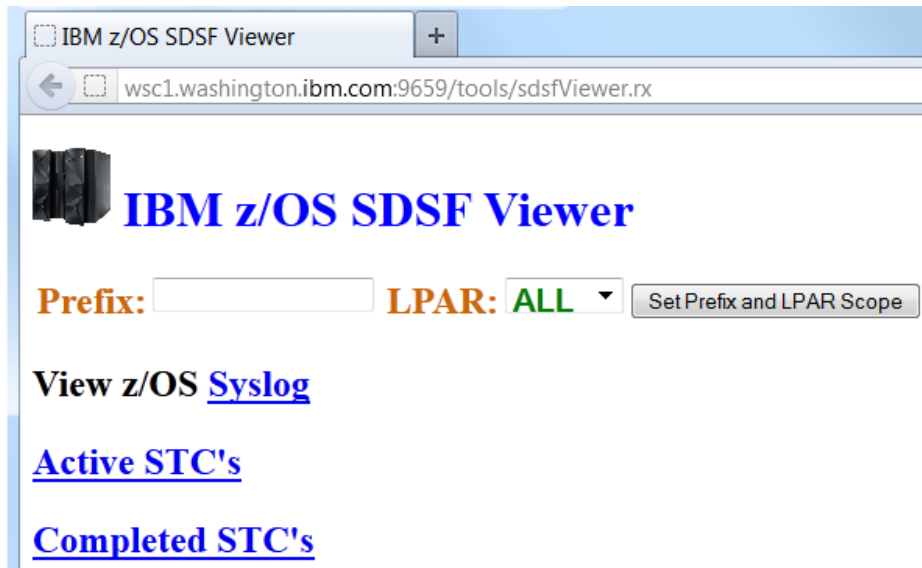 IBM z/OS SDSF Viewer
+
wsc1.washington.ibm.com:9659/tools/sdsfViewer.rx
IBM z/OS SDSF Viewer
Prefix: LPAR: ALL Set Prefix and LPAR Scope
View z/OS Syslog
Active STC's
Completed STC's